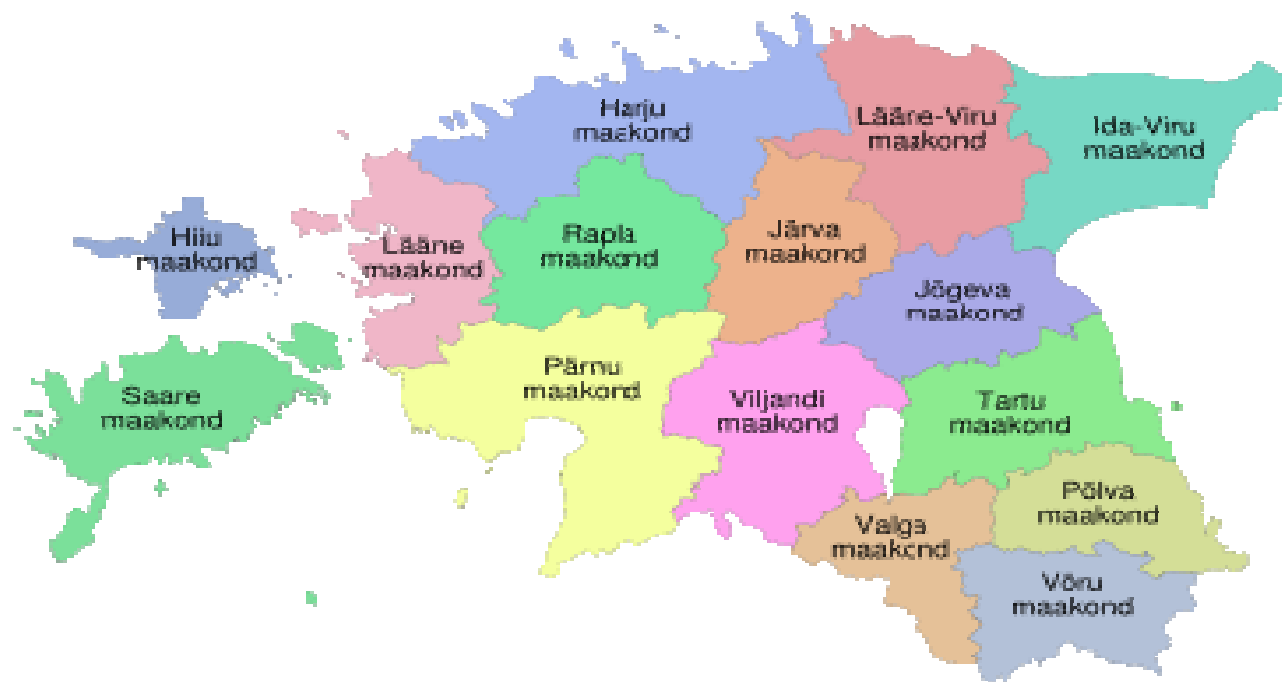 Harju
maakond
Lääne-Viru
maakond
Ida-Viru
maakond
Hiiu
maakond
Lääne
maakond
Rapla
maakond
Järva
maakond
Jõgeva
maakond
Saare
maakond
Pärnu
maakond
Viljandi
maakond
Tartu
maakond
Põlva
maakond
Valga
maakond
Võru
maakond